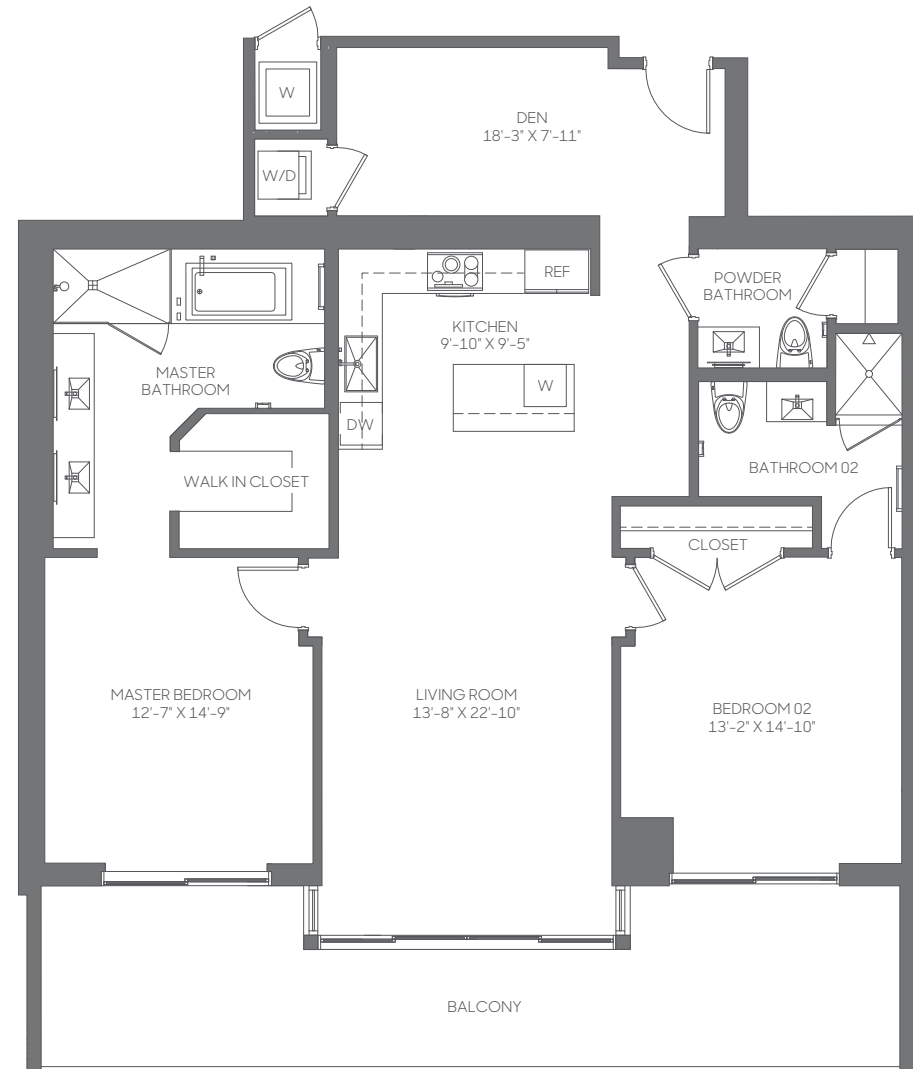 W
DEN
18'-3" X 7'-11"
W/D
REF
POWDER
BATHROOM
KITCHEN
9'-10" X 9'-5"
MASTER
BATHROOM
W
DW
BATHROOM 02
WALK IN CLOSET
CLOSET
MASTER BEDROOM
12'-7" X 14'-9"
LIVING ROOM
13'-8" X 22'-10"
BEDROOM 02
13'-2" X 14'-10"
BALCONY